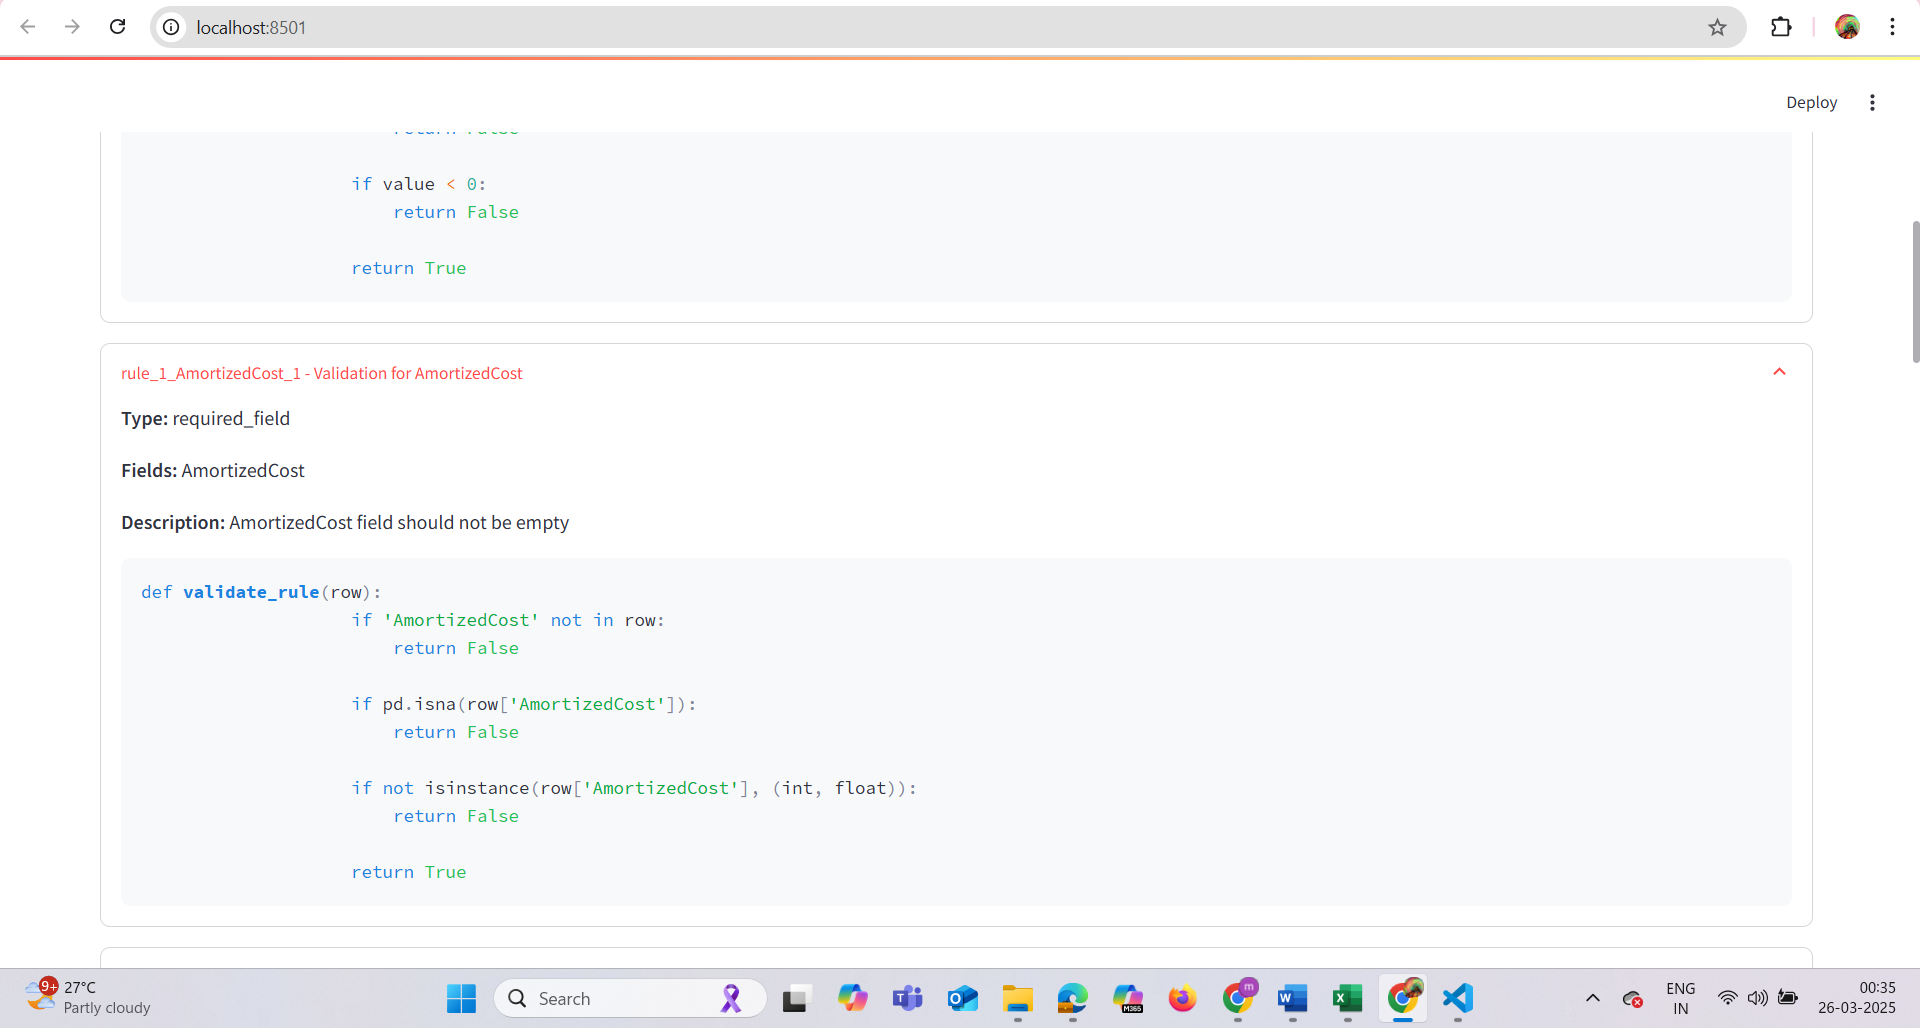 localhost:8501
Deploy
return False
if value < 0:
return False
return True
rule_1_AmortizedCost_1 - Validation for AmortizedCost
Type: required_field
Fields: AmortizedCost
Description: AmortizedCost field should not be empty
def validate_rule(row):
if 'AmortizedCost' not in row:
return False
if pd.isna(row['AmortizedCost']):
return False
if not isinstance(row['AmortizedCost'], (int, float)):
return False
return True
9+
27°C
Partly cloudy
Search
M365
m
ENG
IN
00:35
26-03-2025